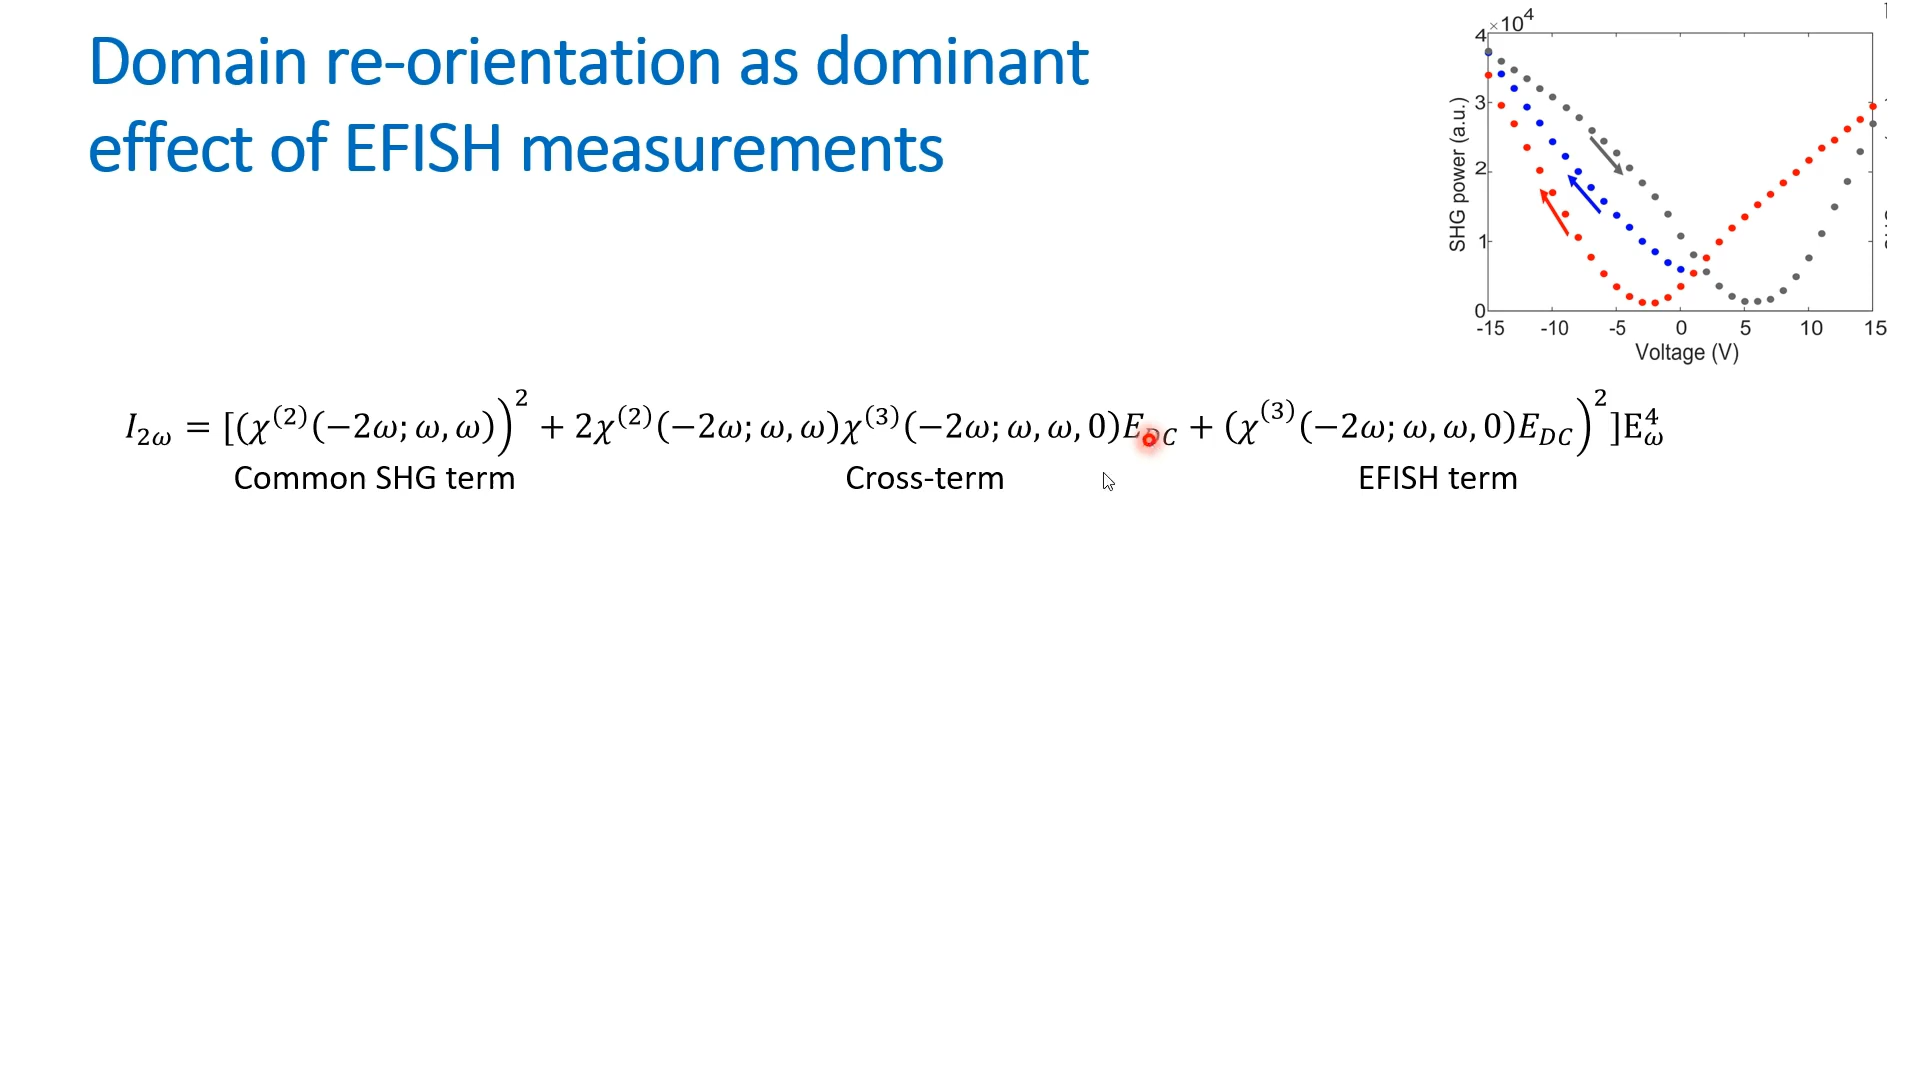 Domain re-orientation as dominant
effect of EFISH measurements
×10⁴
4
3
2
1
0
SHG power (a.u.)
-15 -10 -5 0 5 10 15
Voltage (V)
I₂ω = [(χ⁽²⁾(−2ω; ω, ω))² + 2χ⁽²⁾(−2ω; ω, ω)χ⁽³⁾(−2ω; ω, ω, 0)E_DC + (χ⁽³⁾(−2ω; ω, ω, 0)E_DC)²]E_ω⁴
Common SHG term Cross-term EFISH term